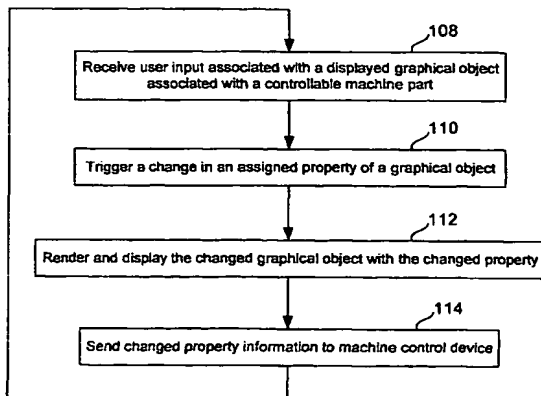 108
Receive user input associated with a displayed graphical object
associated with a controllable machine part
110
Trigger a change in an assigned property of a graphical object
112
Render and display the changed graphical object with the changed property
114
Send changed property information to machine control device